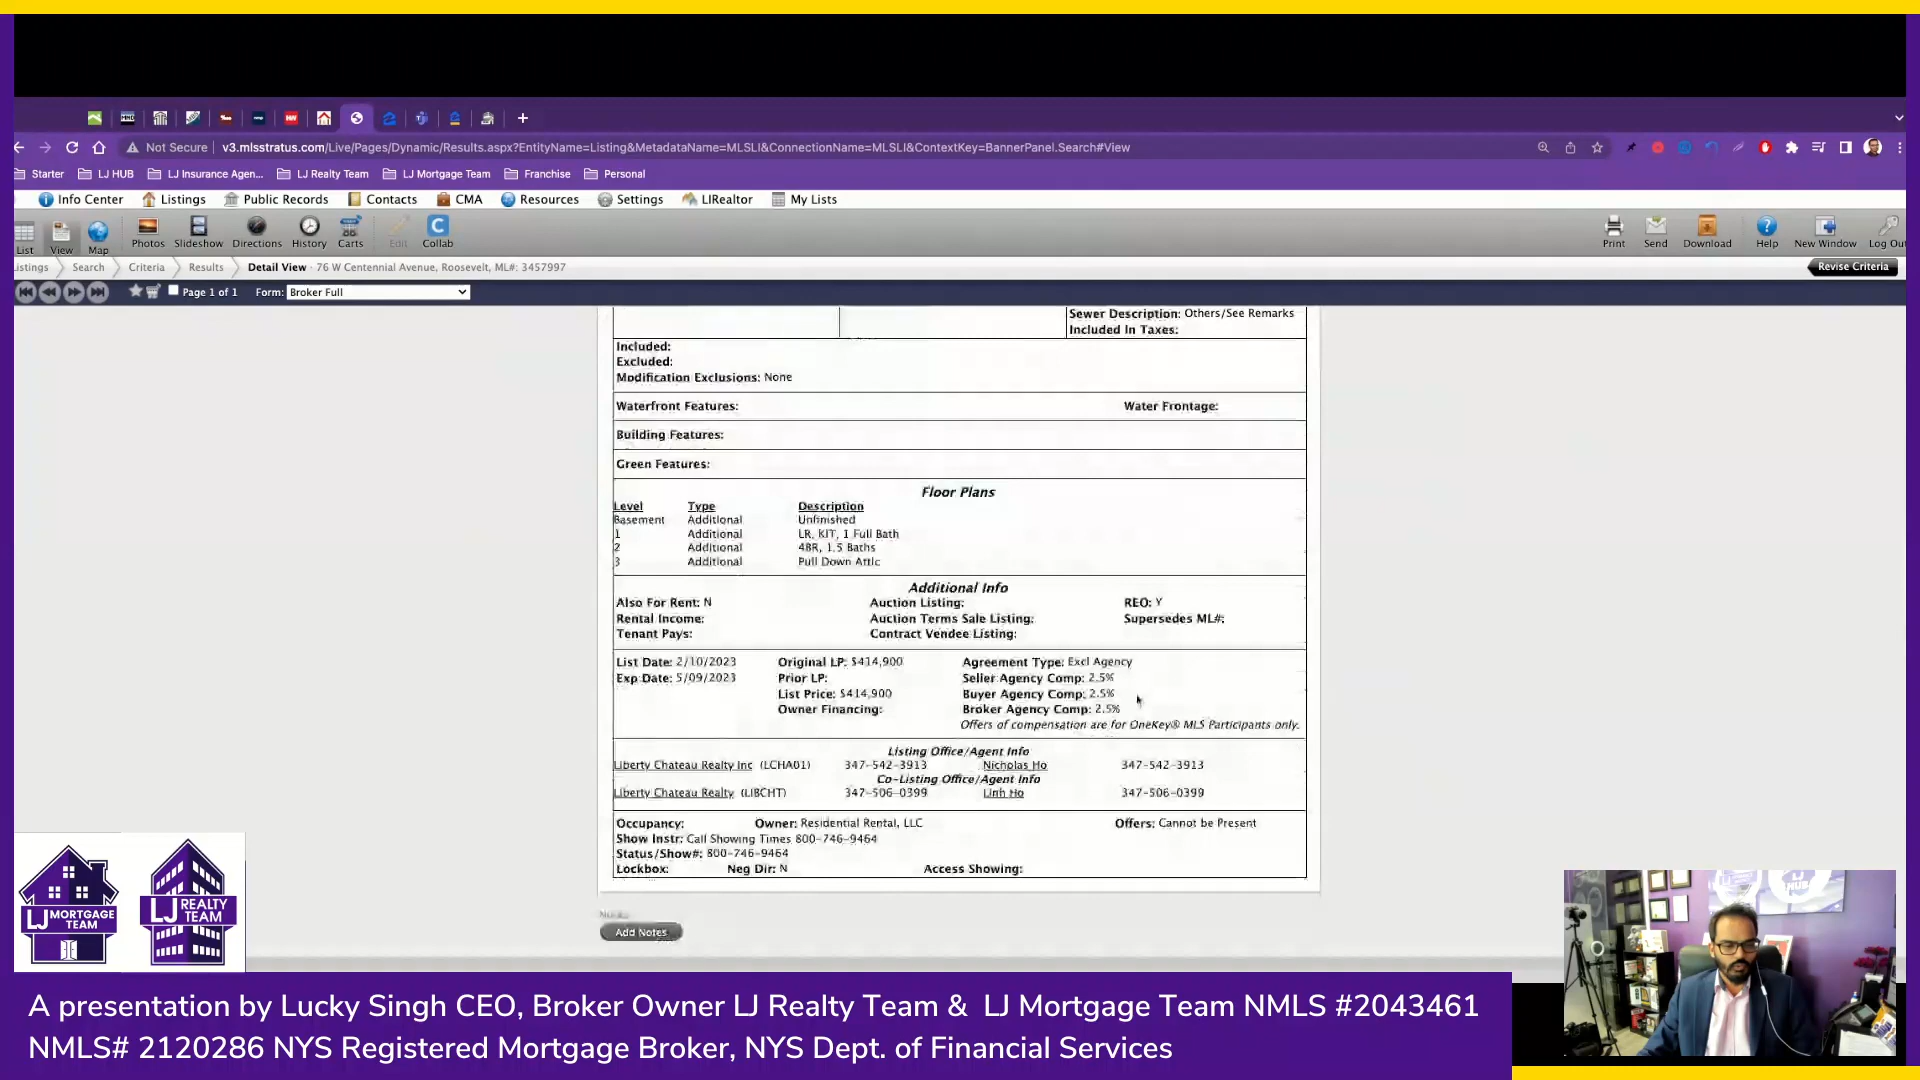 Not Secure | v3.mlsstratus.com/Live/Pages/Dynamic/Results.aspx?EntityName=Listing&MetadataName=MLSLI&ConnectionName=MLSLI&ContextKey=BannerPanel.Search#View
Starter LJ HUB LJ Insurance Agen... LJ Realty Team LJ Mortgage Team Franchise Personal
Info Center Listings Public Records Contacts CMA Resources Settings LIRealtor My Lists
List View Map Photos Slideshow Directions History Carts Edit Collab Print Send Download Help New Window Log Ou
istings Search Criteria Results Detail View · 76 W Centennial Avenue, Roosevelt, ML#: 3457997 Revise Criteria
Page 1 of 1 Form: Broker Full
Sewer Description: Others/See Remarks
Included In Taxes:
Included:
Excluded:
Modification Exclusions: None
Waterfront Features: Water Frontage:
Building Features:
Green Features:
Floor Plans
Level Type Description
Basement Additional Unfinished
1 Additional LR, KIT, 1 Full Bath
2 Additional 4BR, 1.5 Baths
3 Additional Pull Down Attic
Additional Info
Also For Rent: N Auction Listing: REO: Y
Rental Income: Auction Terms Sale Listing: Supersedes ML#:
Tenant Pays: Contract Vendee Listing:
List Date: 2/10/2023 Original LP: $414,900 Agreement Type: Excl Agency
Exp Date: 5/09/2023 Prior LP: Seller Agency Comp: 2.5%
List Price: $414,900 Buyer Agency Comp: 2.5%
Owner Financing: Broker Agency Comp: 2.5%
Offers of compensation are for OneKey® MLS Participants only.
Listing Office/Agent Info
Liberty Chateau Realty Inc (LCHA01) 347-542-3913 Nicholas Ho 347-542-3913
Co-Listing Office/Agent Info
Liberty Chateau Realty (LIBCHT) 347-506-0399 Linh Ho 347-506-0399
Occupancy: Owner: Residential Rental, LLC Offers: Cannot be Present
Show Instr: Call Showing Times 800-746-9464
Status/Show#: 800-746-9464
Lockbox: Neg Dir: N Access Showing:
Add Notes
LJ MORTGAGE TEAM
LJ REALTY TEAM
A presentation by Lucky Singh CEO, Broker Owner LJ Realty Team & LJ Mortgage Team NMLS #2043461
NMLS# 2120286 NYS Registered Mortgage Broker, NYS Dept. of Financial Services